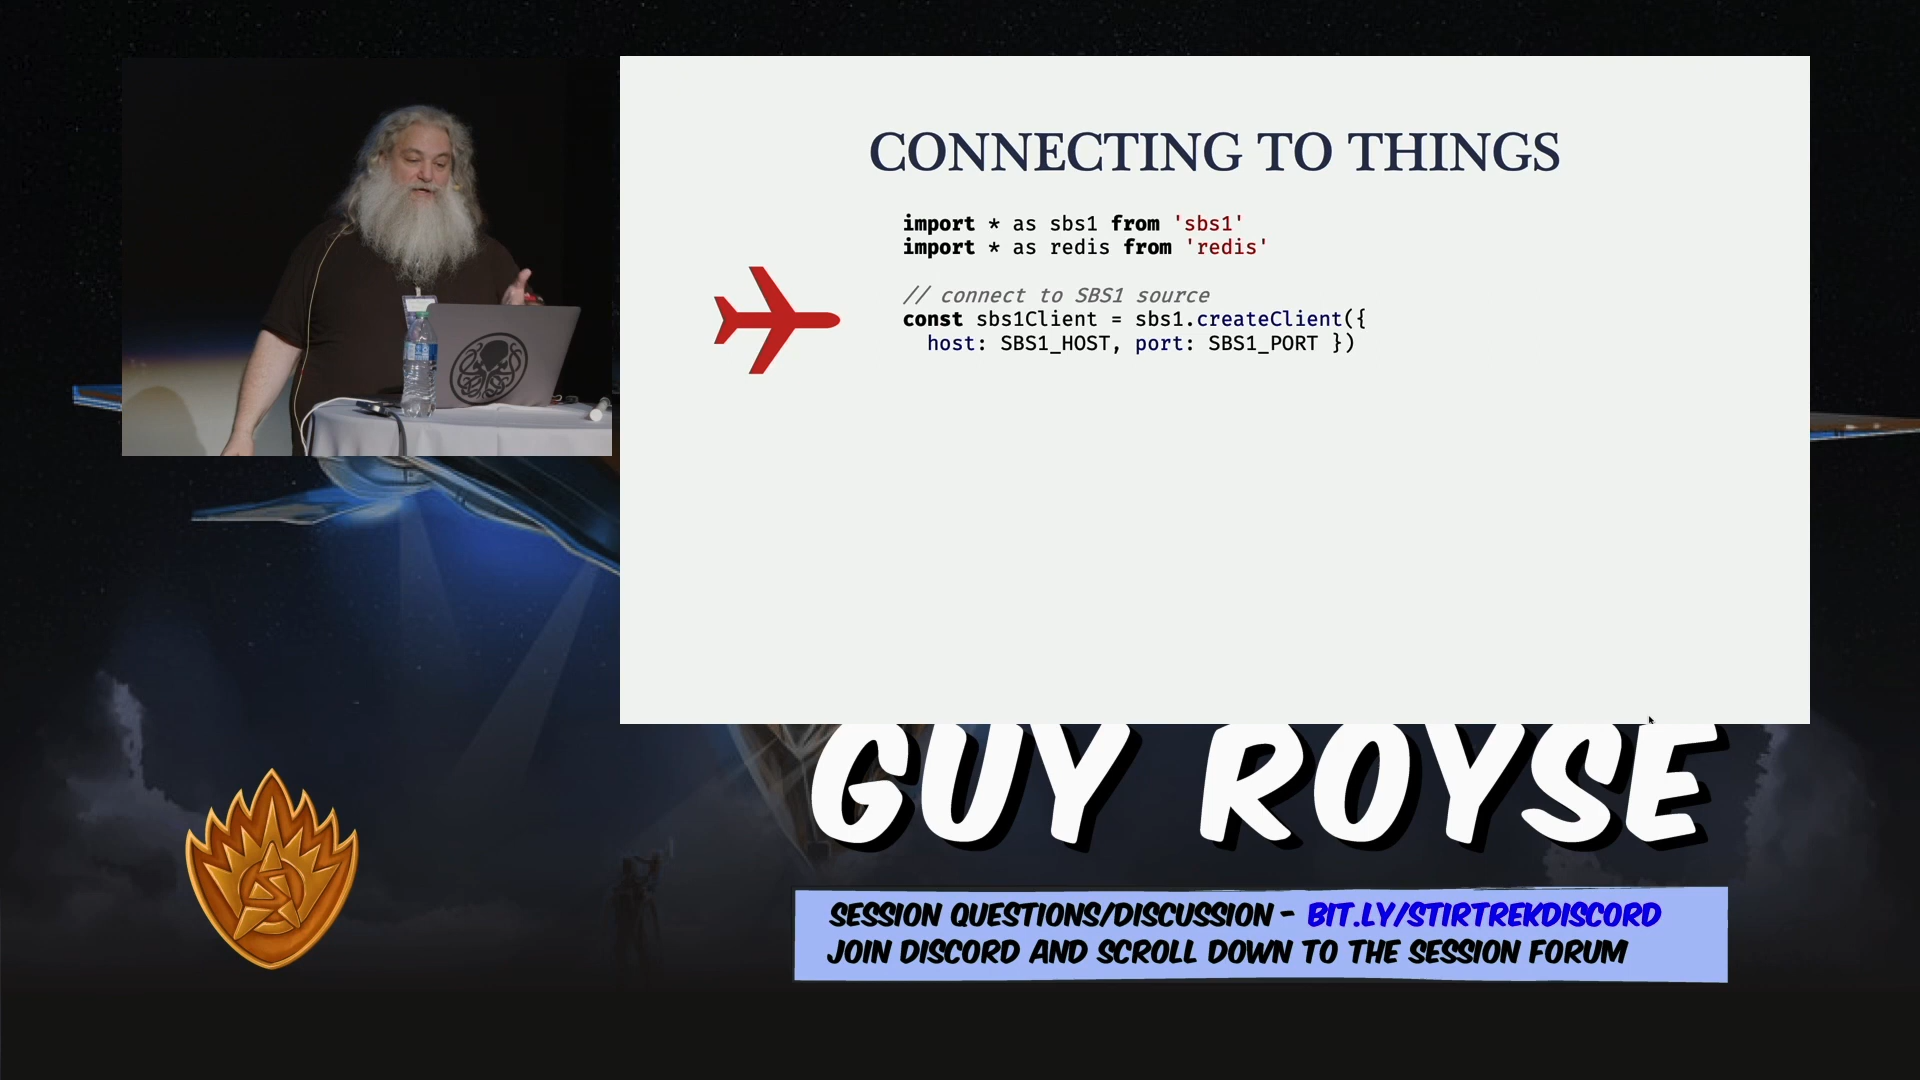 CONNECTING TO THINGS
import * as sbs1 from 'sbs1'
import * as redis from 'redis'
// connect to SBS1 source
const sbs1Client = sbs1.createClient({
host: SBS1_HOST, port: SBS1_PORT })
GUY ROYSE
SESSION QUESTIONS/DISCUSSION - BIT.LY/STIRTREKDISCORD
JOIN DISCORD AND SCROLL DOWN TO THE SESSION FORUM